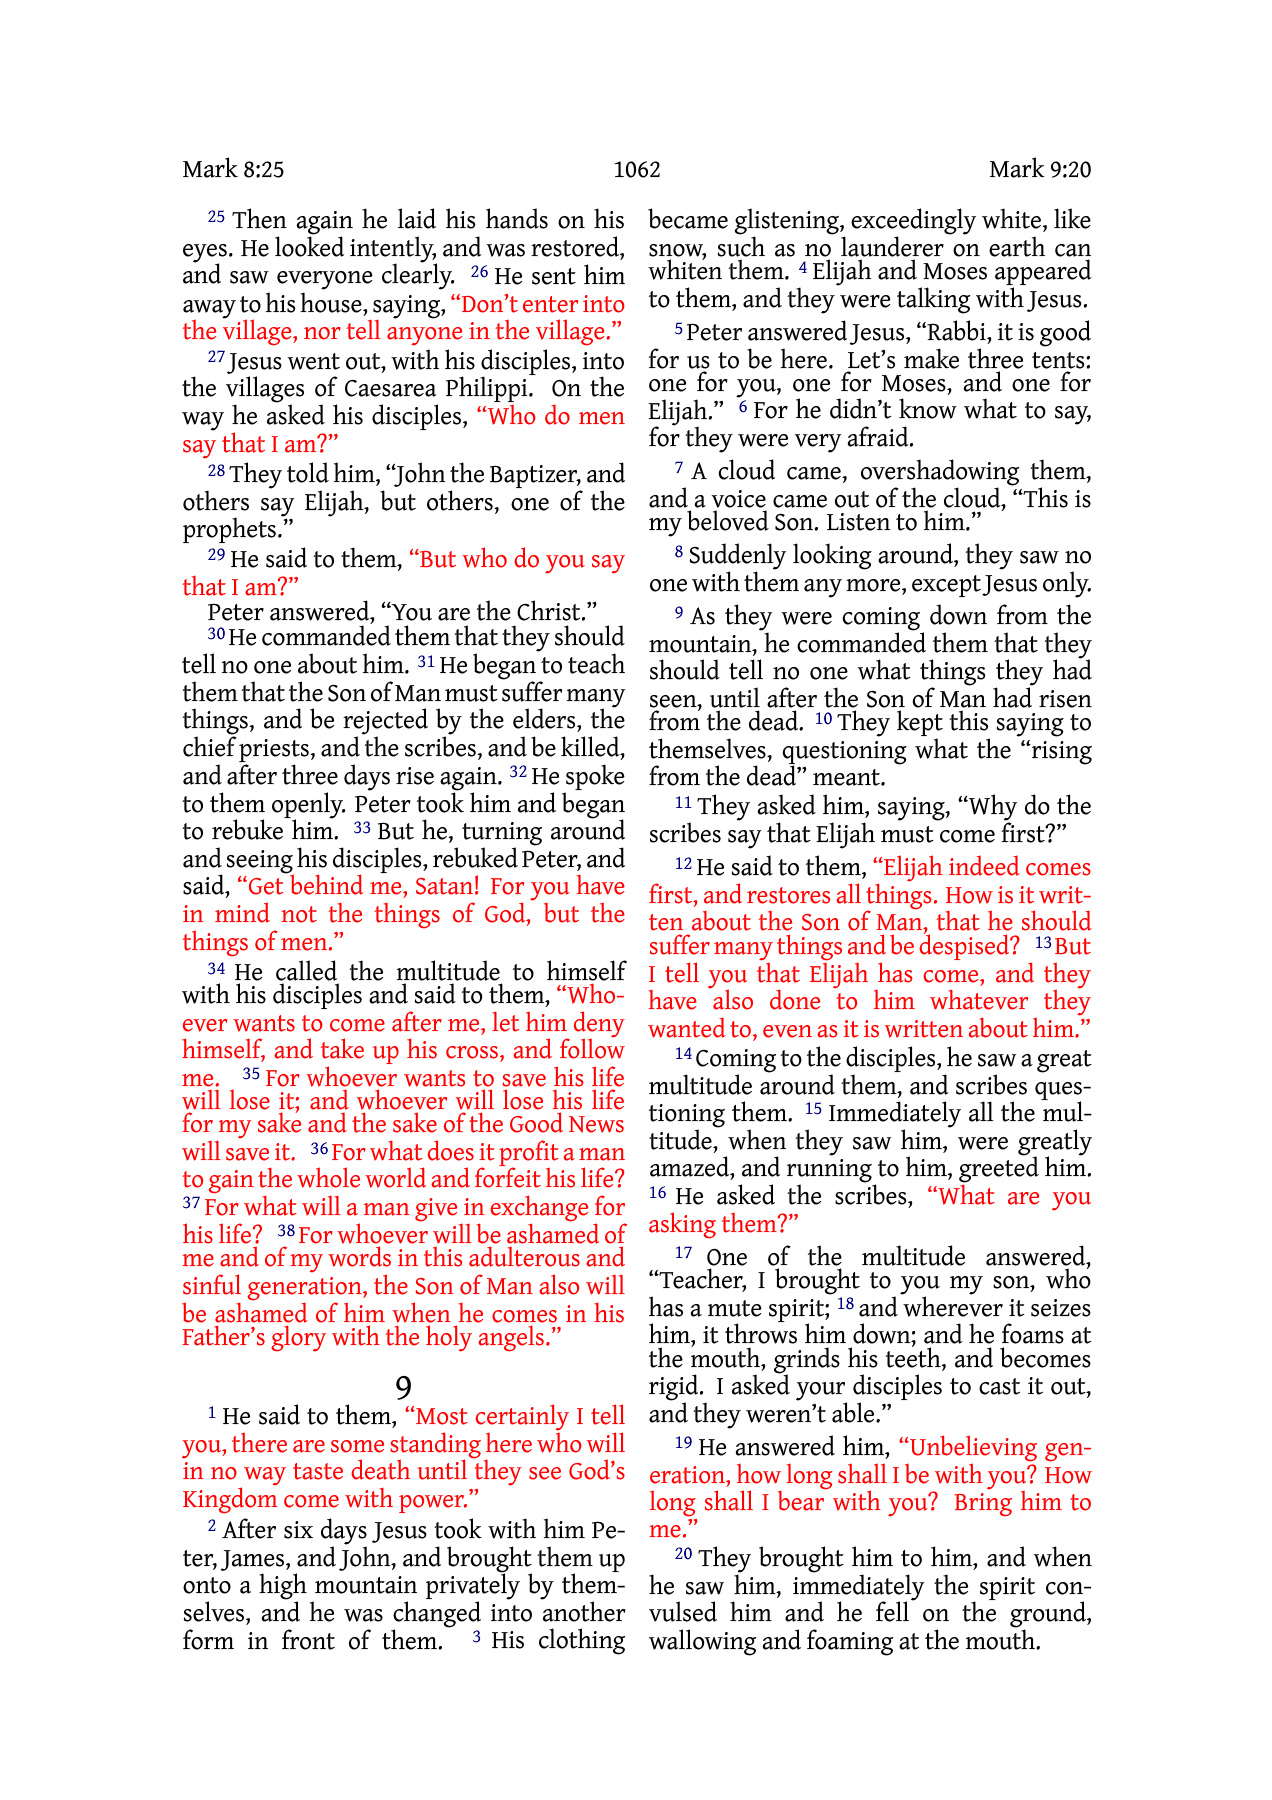 Mark 8:25 1062 Mark 9:20
25 Then again he laid his hands on his
eyes. He looked intently, and was restored,
and saw everyone clearly. 26 He sent him
away to his house, saying, “Don’t enter into
the village, nor tell anyone in the village.”
27 Jesus went out, with his disciples, into
the villages of Caesarea Philippi. On the
way he asked his disciples, “Who do men
say that I am?”
28 They told him, “John the Baptizer, and
others say Elijah, but others, one of the
prophets.”
29 He said to them, “But who do you say
that I am?”
Peter answered, “You are the Christ.”
30 He commanded them that they should
tell no one about him. 31 He began to teach
them that the Son of Man must suffer many
things, and be rejected by the elders, the
chief priests, and the scribes, and be killed,
and after three days rise again. 32 He spoke
to them openly. Peter took him and began
to rebuke him. 33 But he, turning around
and seeing his disciples, rebuked Peter, and
said, “Get behind me, Satan! For you have
in mind not the things of God, but the
things of men.”
34 He called the multitude to himself
with his disciples and said to them, “Who-
ever wants to come after me, let him deny
himself, and take up his cross, and follow
me. 35 For whoever wants to save his life
will lose it; and whoever will lose his life
for my sake and the sake of the Good News
will save it. 36 For what does it profit a man
to gain the whole world and forfeit his life?
37 For what will a man give in exchange for
his life? 38 For whoever will be ashamed of
me and of my words in this adulterous and
sinful generation, the Son of Man also will
be ashamed of him when he comes in his
Father’s glory with the holy angels.”
9
1 He said to them, “Most certainly I tell
you, there are some standing here who will
in no way taste death until they see God’s
Kingdom come with power.”
2 After six days Jesus took with him Pe-
ter, James, and John, and brought them up
onto a high mountain privately by them-
selves, and he was changed into another
form in front of them. 3 His clothing
became glistening, exceedingly white, like
snow, such as no launderer on earth can
whiten them. 4 Elijah and Moses appeared
to them, and they were talking with Jesus.
5 Peter answered Jesus, “Rabbi, it is good
for us to be here. Let’s make three tents:
one for you, one for Moses, and one for
Elijah.” 6 For he didn’t know what to say,
for they were very afraid.
7 A cloud came, overshadowing them,
and a voice came out of the cloud, “This is
my beloved Son. Listen to him.”
8 Suddenly looking around, they saw no
one with them any more, except Jesus only.
9 As they were coming down from the
mountain, he commanded them that they
should tell no one what things they had
seen, until after the Son of Man had risen
from the dead. 10 They kept this saying to
themselves, questioning what the “rising
from the dead” meant.
11 They asked him, saying, “Why do the
scribes say that Elijah must come first?”
12 He said to them, “Elijah indeed comes
first, and restores all things. How is it writ-
ten about the Son of Man, that he should
suffer many things and be despised? 13 But
I tell you that Elijah has come, and they
have also done to him whatever they
wanted to, even as it is written about him.”
14 Coming to the disciples, he saw a great
multitude around them, and scribes ques-
tioning them. 15 Immediately all the mul-
titude, when they saw him, were greatly
amazed, and running to him, greeted him.
16 He asked the scribes, “What are you
asking them?”
17 One of the multitude answered,
“Teacher, I brought to you my son, who
has a mute spirit; 18 and wherever it seizes
him, it throws him down; and he foams at
the mouth, grinds his teeth, and becomes
rigid. I asked your disciples to cast it out,
and they weren’t able.”
19 He answered him, “Unbelieving gen-
eration, how long shall I be with you? How
long shall I bear with you? Bring him to
me.”
20 They brought him to him, and when
he saw him, immediately the spirit con-
vulsed him and he fell on the ground,
wallowing and foaming at the mouth.